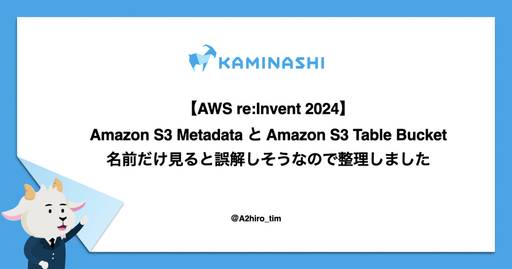 KAMINASHI
【AWS re:Invent 2024】
Amazon S3 Metadata と Amazon S3 Table Bucket
名前だけ見ると誤解しそうなので整理しました
@A2hiro_tim